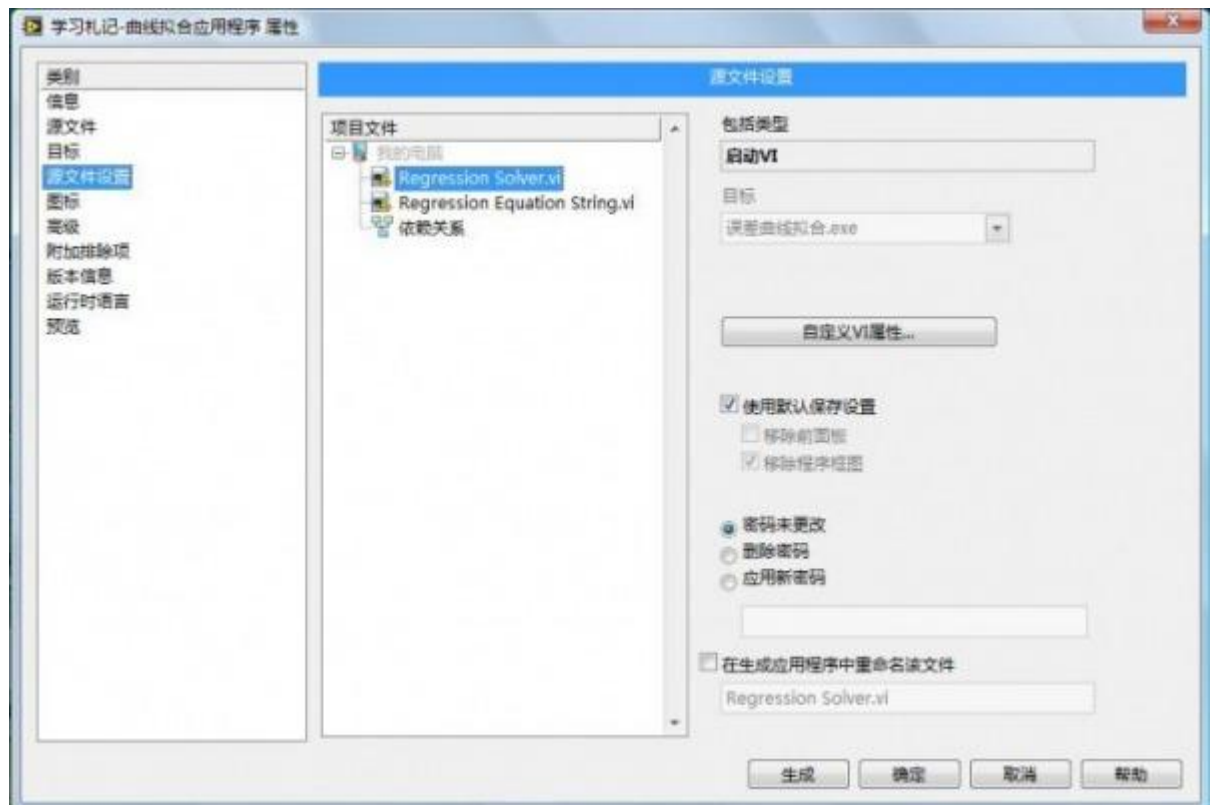 学习札记-曲线拟合应用程序 属性
类别
信息
源文件
目标
源文件设置
图标
高级
附加排除项
版本信息
运行时语言
预览
源文件设置
项目文件
我的电脑
Regression Solver.vi
Regression Equation String.vi
依赖关系
包括类型
启动VI
目标
误差曲线拟合.exe
自定义VI属性...
使用默认保存设置
移除前面板
移除程序框图
密码未更改
删除密码
应用新密码
在生成应用程序中重命名该文件
Regression Solver.vi
生成 确定 取消 帮助